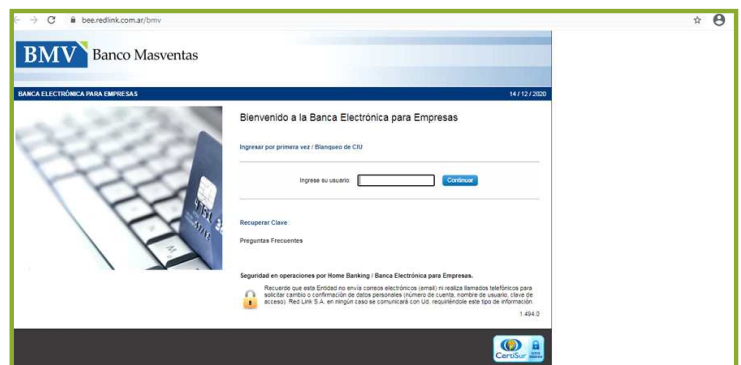 bee.redlink.com.ar/bmv
BMV Banco Masventas
BANCA ELECTRÓNICA PARA EMPRESAS 14 / 12 / 2020
Bienvenido a la Banca Electrónica para Empresas
Ingresar por primera vez / Blanqueo de CIU
Ingrese su usuario: Continuar
Recuperar Clave
Preguntas Frecuentes
Seguridad en operaciones por Home Banking / Banca Electrónica para Empresas.
Recuerde que esta Entidad no envía correos electrónicos (email) ni realiza llamados telefónicos para
solicitar cambio o confirmación de datos personales (número de cuenta, nombre de usuario, clave de
acceso). Red Link S.A. en ningún caso se comunicará con Ud. requiriéndole este tipo de información.
1.494.0
CertiSur